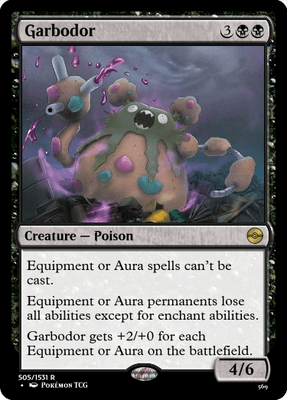 Garbodor 3
Creature — Poison
Equipment or Aura spells can't be
cast.
Equipment or Aura permanents lose
all abilities except for enchant abilities.
Garbodor gets +2/+0 for each
Equipment or Aura on the battlefield.
4/6
505/1531 R
• Pokémon TCG
569